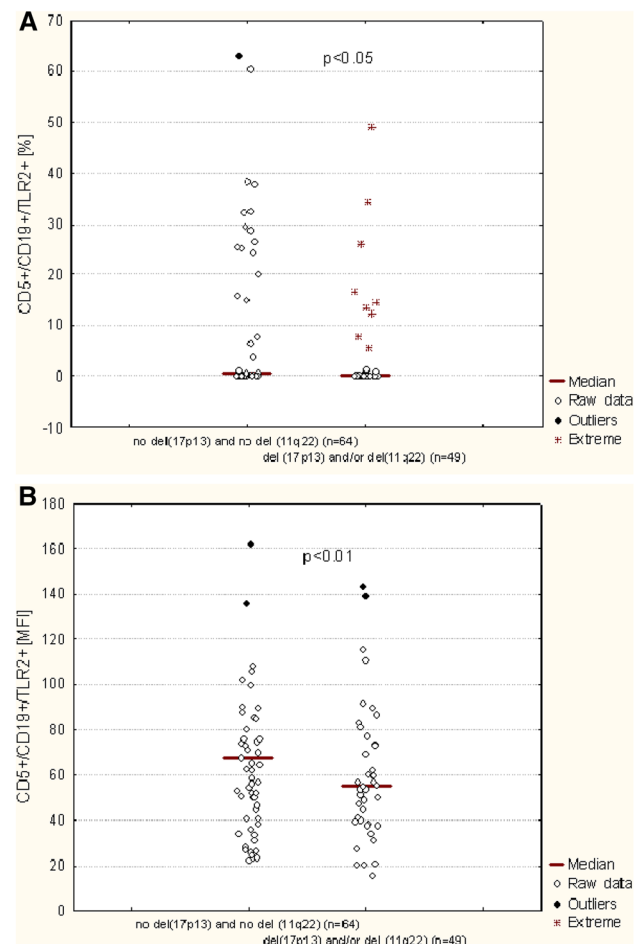 A
CD5+/CD19+/TLR2+ [%]
70
60
50
40
30
20
10
0
-10
p<0.05
no del(17p13) and no del (11q22) (n=64)
del (17p13) and/or del(11q22) (n=49)
Median
Raw data
Outliers
Extreme
B
CD5+/CD19+/TLR2+ [MFI]
180
160
140
120
100
80
60
40
20
0
p<0.01
no del(17p13) and no del (11q22) (n=64)
del(17p13) and/or del (11q22) (n=49)
Median
Raw data
Outliers
Extreme